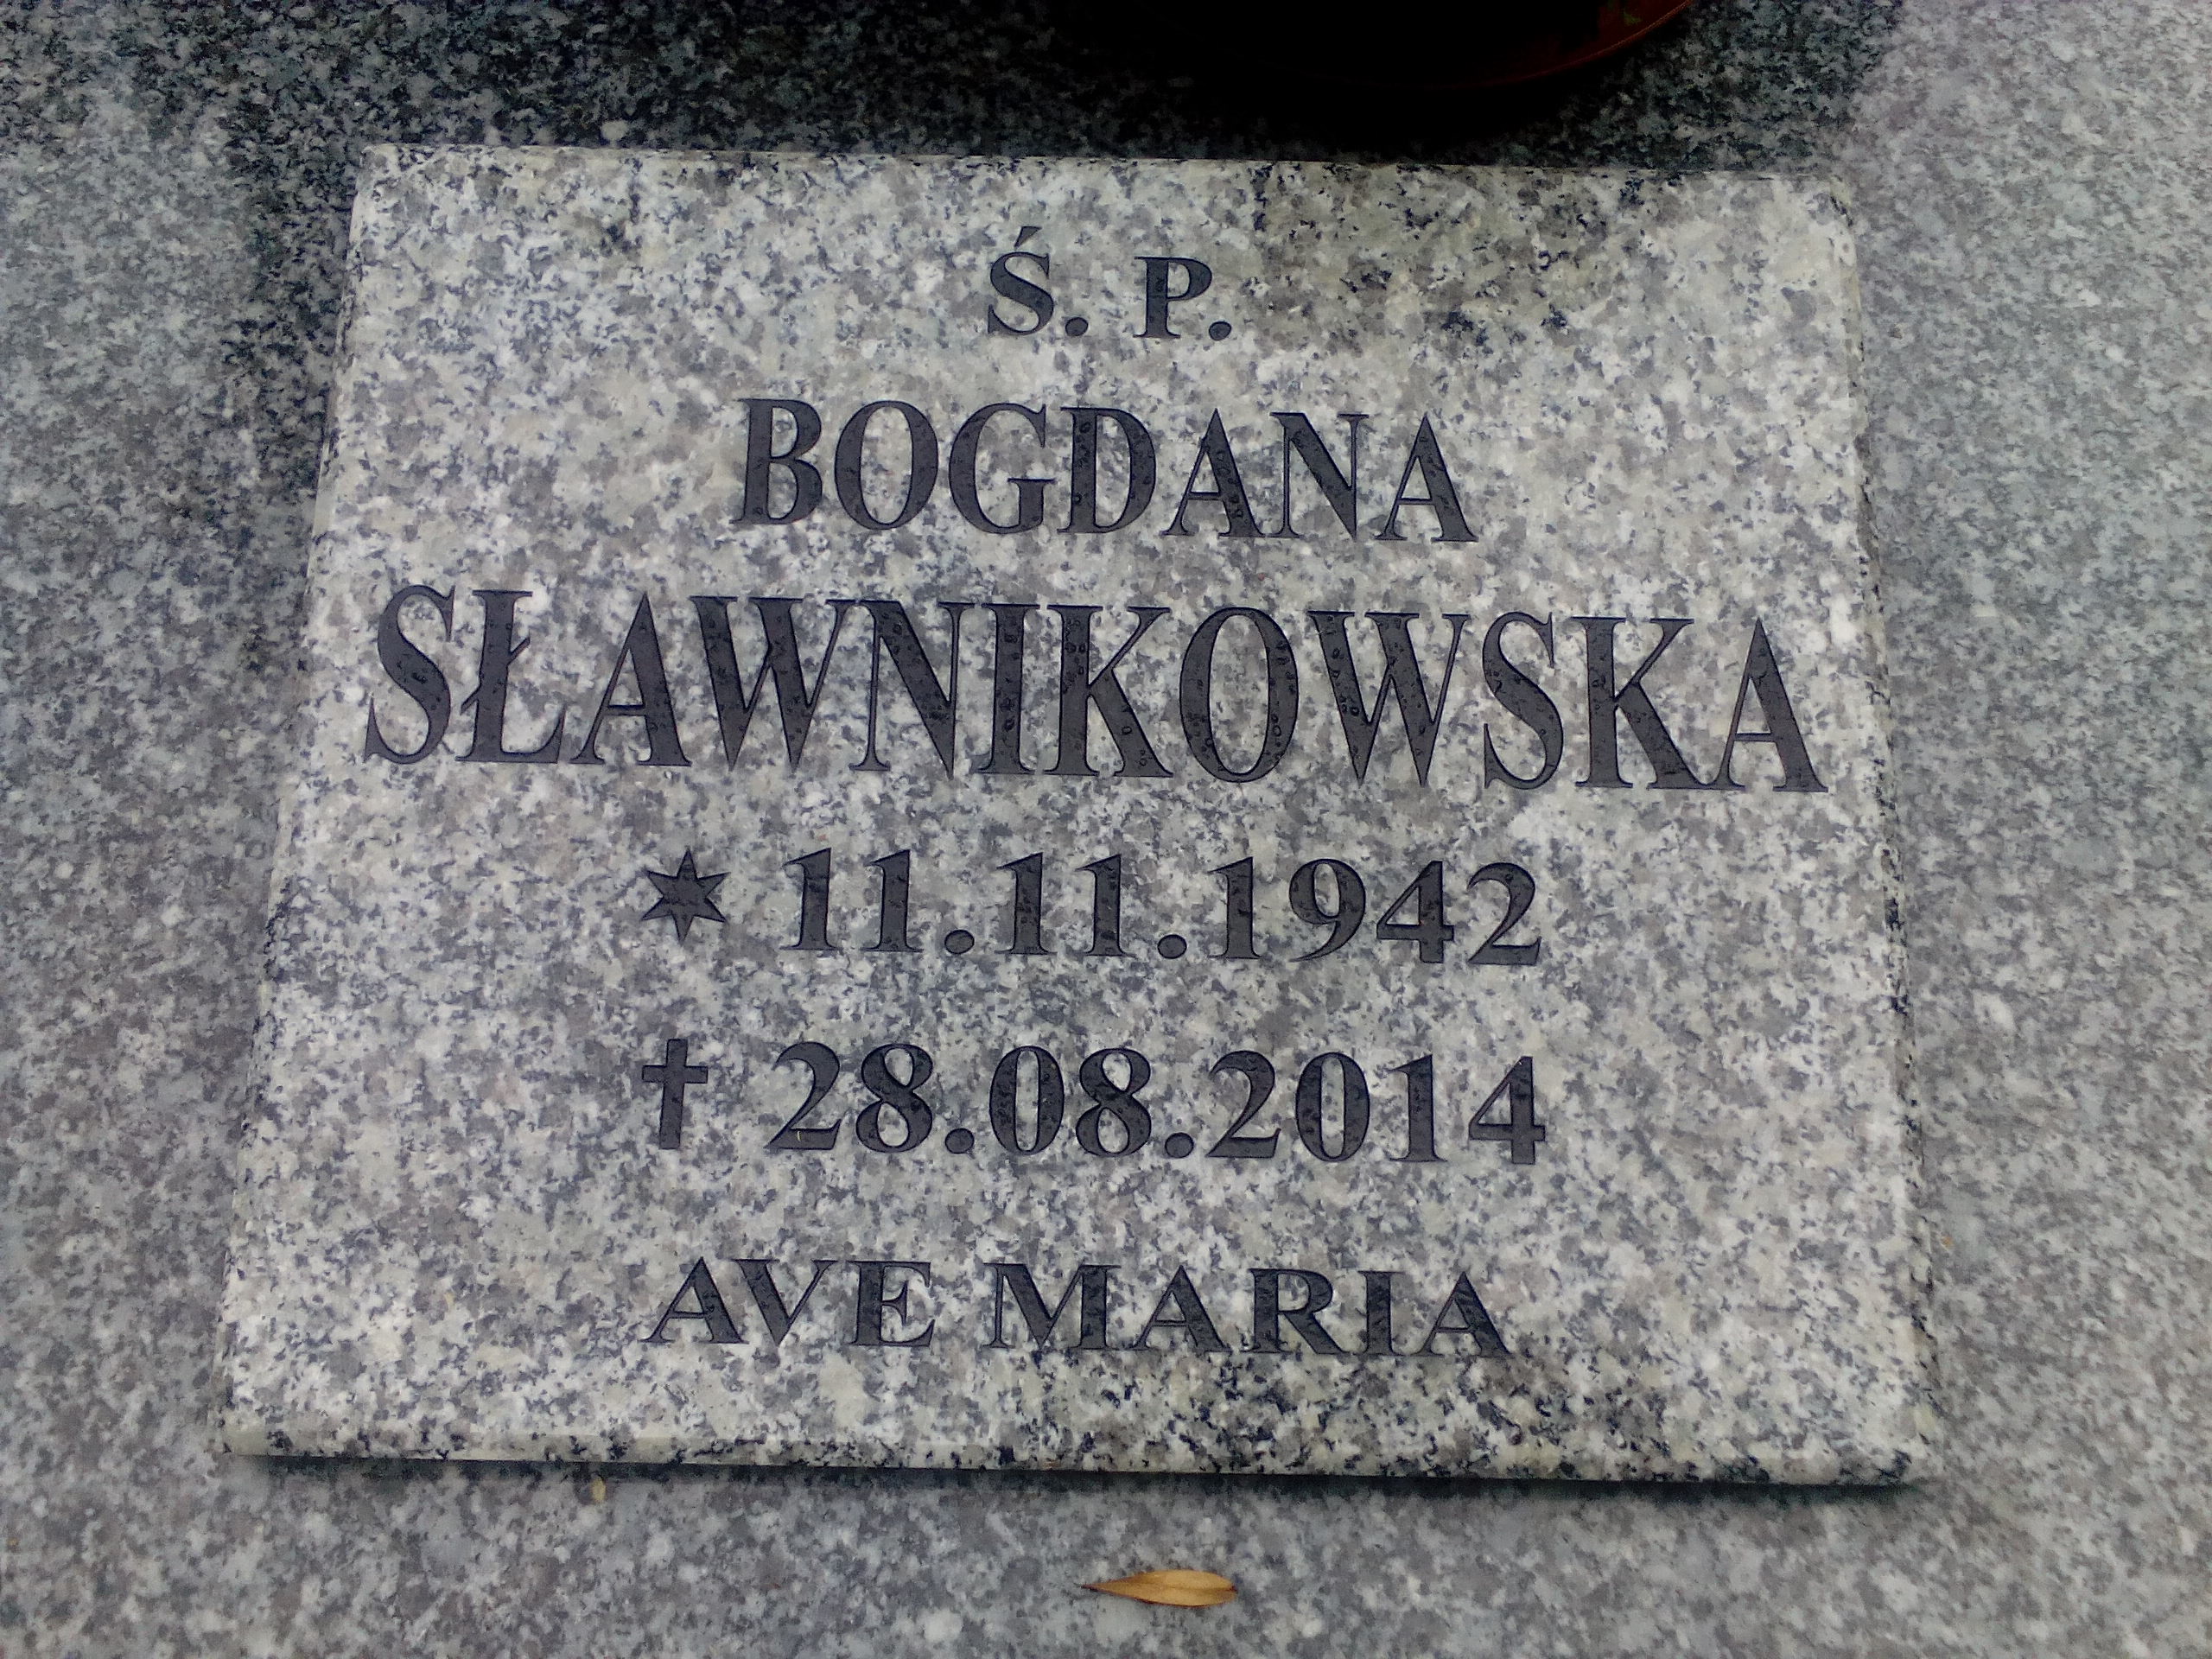 Ś. P.
BOGDANA
SŁAWNIKOWSKA
✶ 11.11.1942
† 28.08.2014
AVE MARIA